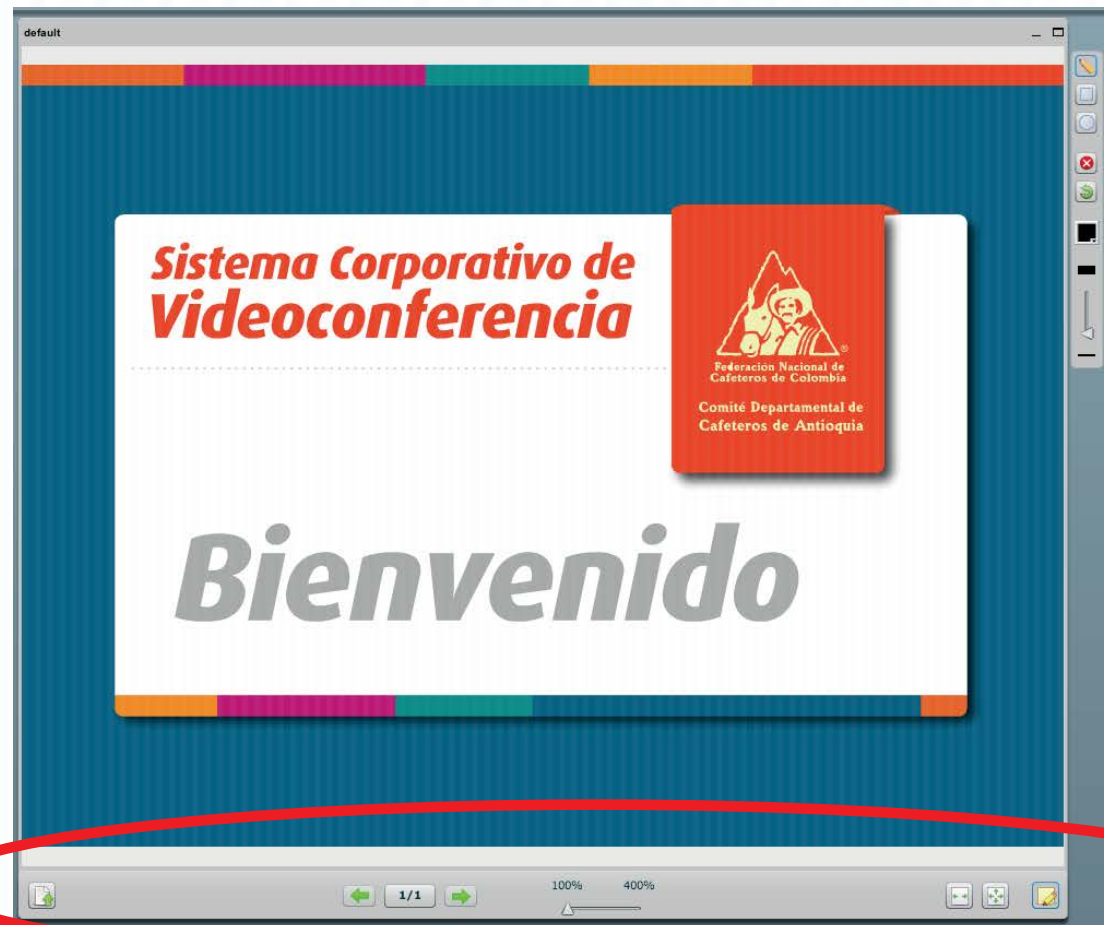 default
Sistema Corporativo de
Videoconferencia
®
Federación Nacional de
Cafeteros de Colombia
Comité Departamental de
Cafeteros de Antioquia
Bienvenido
1/1
100% 400%